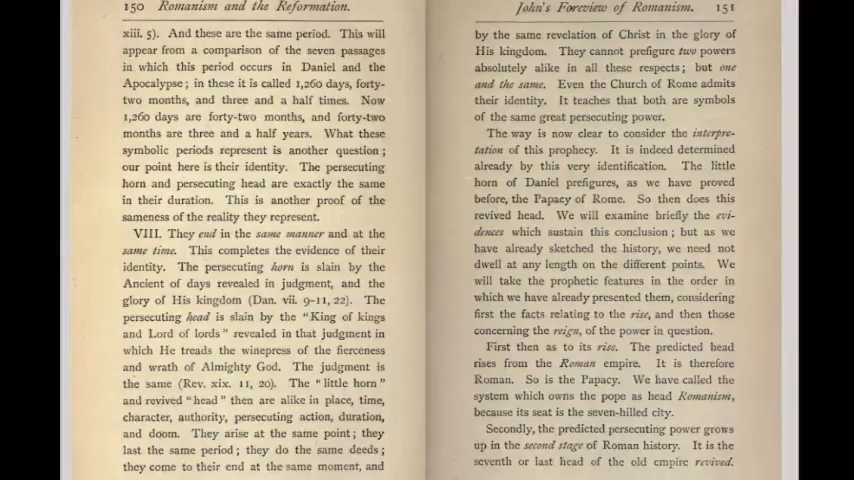 150 Romanism and the Reformation.
xiii. 5). And these are the same period. This will
appear from a comparison of the seven passages
in which this period occurs in Daniel and the
Apocalypse; in these it is called 1,260 days, forty-
two months, and three and a half times. Now
1,260 days are forty-two months, and forty-two
months are three and a half years. What these
symbolic periods represent is another question;
our point here is their identity. The persecuting
horn and persecuting head are exactly the same
in their duration. This is another proof of the
sameness of the reality they represent.
VIII. They end in the same manner and at the
same time. This completes the evidence of their
identity. The persecuting horn is slain by the
Ancient of days revealed in judgment, and the
glory of His kingdom (Dan. vii. 9-11, 22). The
persecuting head is slain by the "King of kings
and Lord of lords" revealed in that judgment in
which He treads the winepress of the fierceness
and wrath of Almighty God. The judgment is
the same (Rev. xix. 11, 20). The "little horn"
and revived "head" then are alike in place, time,
character, authority, persecuting action, duration,
and doom. They arise at the same point; they
last the same period; they do the same deeds;
they come to their end at the same moment, and
John's Foreview of Romanism. 151
by the same revelation of Christ in the glory of
His kingdom. They cannot prefigure two powers
absolutely alike in all these respects; but one
and the same. Even the Church of Rome admits
their identity. It teaches that both are symbols
of the same great persecuting power.
The way is now clear to consider the interpre-
tation of this prophecy. It is indeed determined
already by this very identification. The little
horn of Daniel prefigures, as we have proved
before, the Papacy of Rome. So then does this
revived head. We will examine briefly the evi-
dences which sustain this conclusion; but as we
have already sketched the history, we need not
dwell at any length on the different points. We
will take the prophetic features in the order in
which we have already presented them, considering
first the facts relating to the rise, and then those
concerning the reign, of the power in question.
First then as to its rise. The predicted head
rises from the Roman empire. It is therefore
Roman. So is the Papacy. We have called the
system which owns the pope as head Romanism,
because its seat is the seven-hilled city.
Secondly, the predicted persecuting power grows
up in the second stage of Roman history. It is the
seventh or last head of the old empire revived.